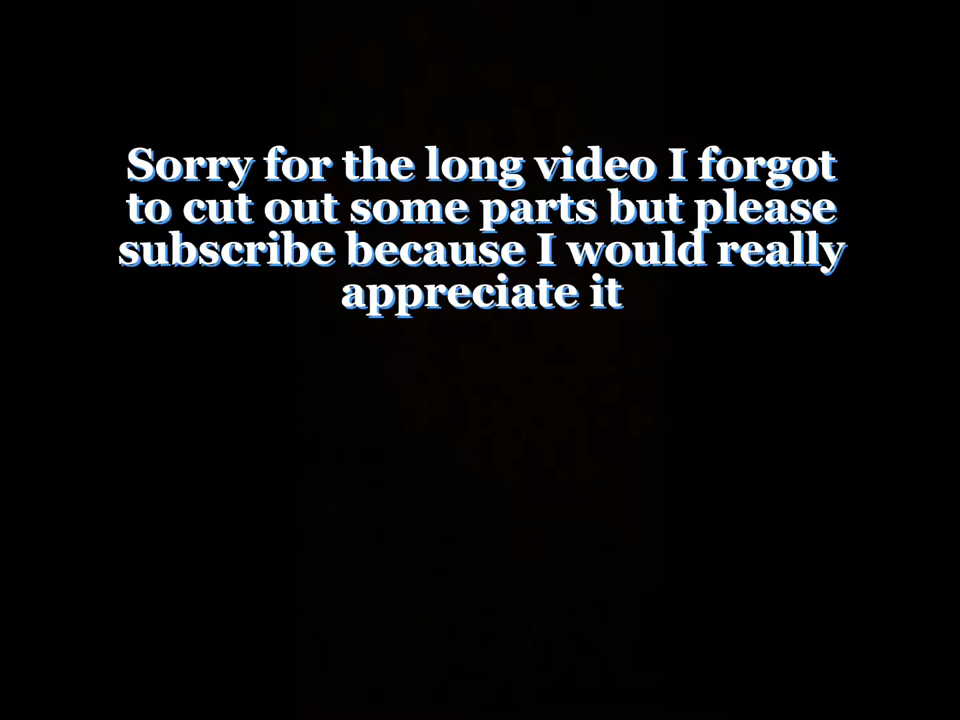 Sorry for the long video I forgot
to cut out some parts but please
subscribe because I would really
appreciate it